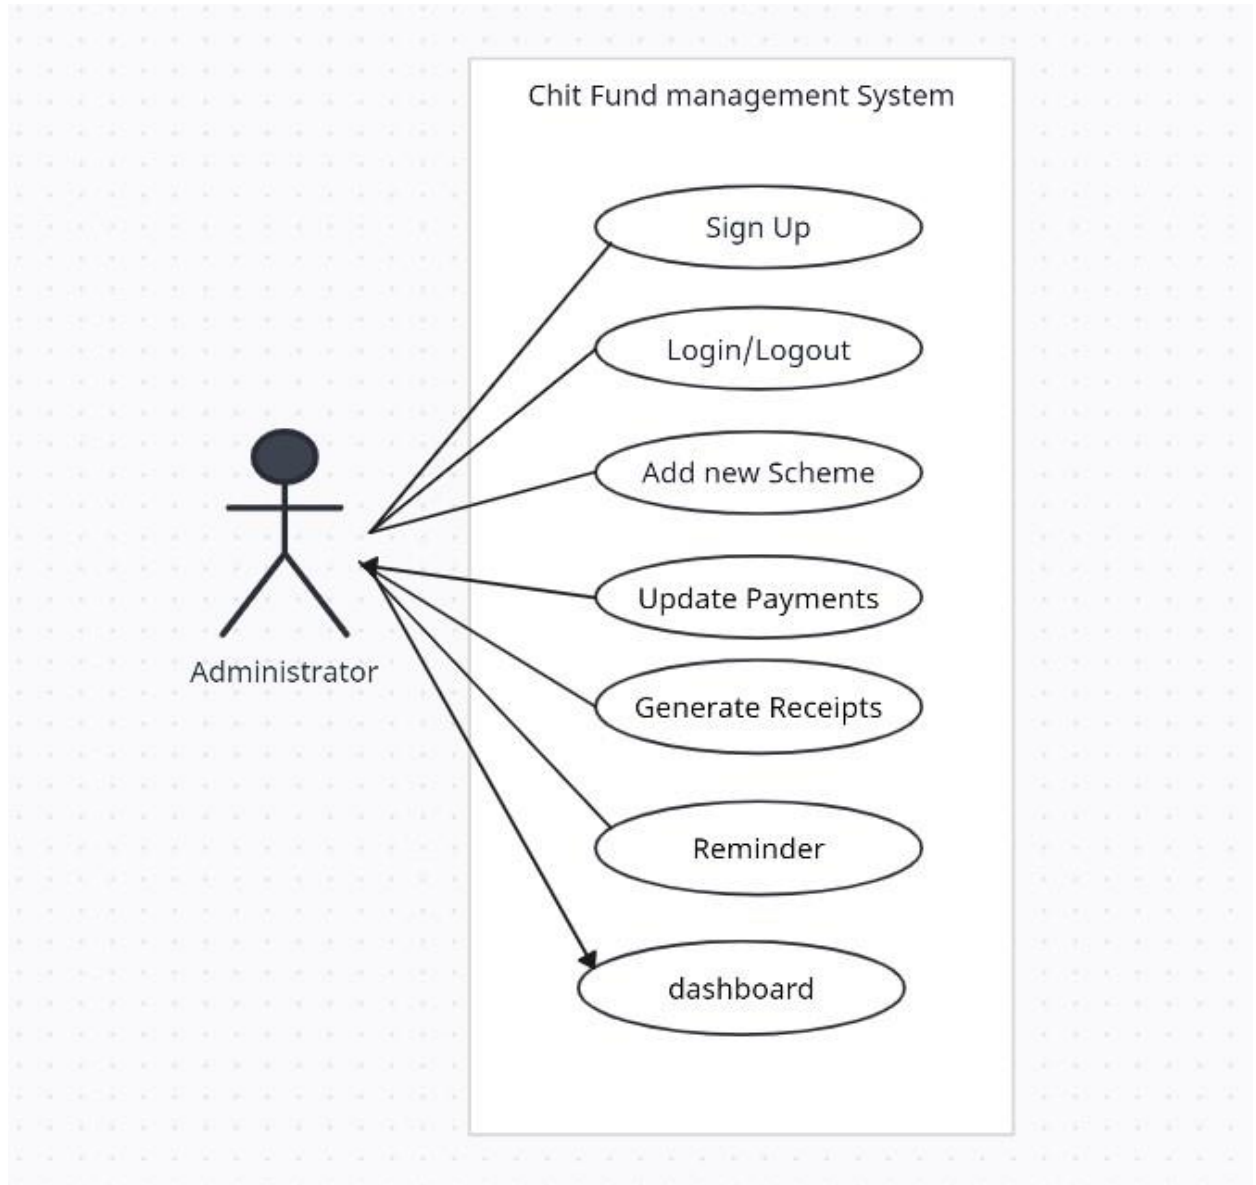 Chit Fund management System
Sign Up
Login/Logout
Add new Scheme
Update Payments
Generate Receipts
Reminder
dashboard
Administrator